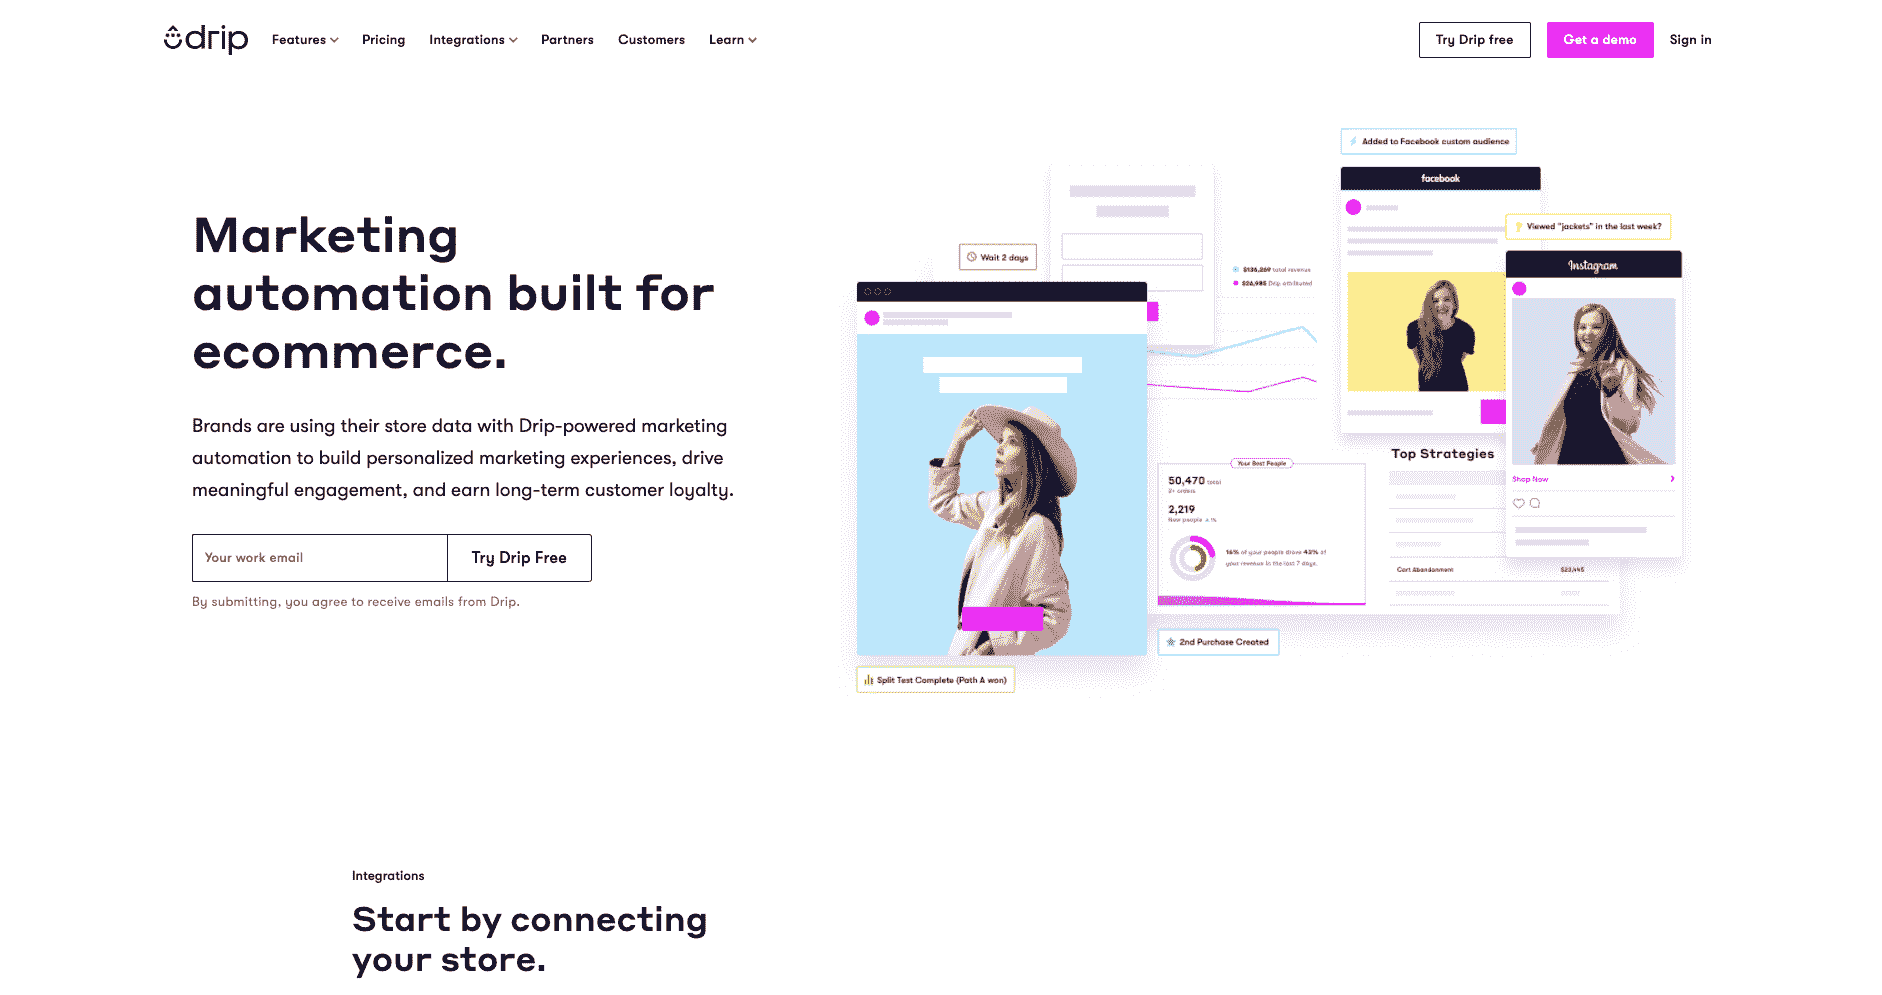 drip
Features
Pricing
Integrations
Partners
Customers
Learn
Try Drip free
Get a demo
Sign in
Marketing
automation built for
ecommerce.
Brands are using their store data with Drip-powered marketing
automation to build personalized marketing experiences, drive
meaningful engagement, and earn long-term customer loyalty.
Your work email
Try Drip Free
By submitting, you agree to receive emails from Drip.
Added to Facebook custom audience
facebook
Viewed "jackets" in the last week?
Instagram
Wait 2 days
$136,269 total revenue
$26,985 Drip attributed
Top Strategies
Shop Now
Your Best People
50,470 total
2+ orders
2,219
New people
16% of your people drove 43% of
your revenue in the last 7 days.
Cart Abandonment
$23,445
2nd Purchase Created
Split Test Complete (Path A won)
Integrations
Start by connecting
your store.